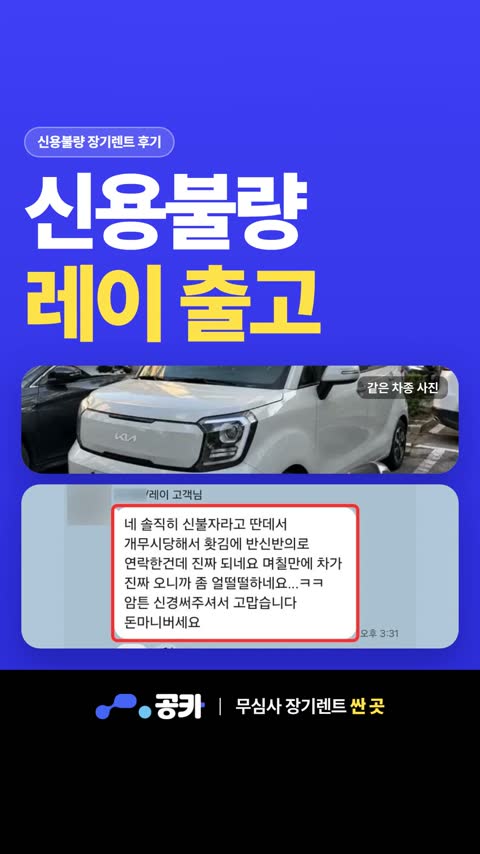 신용불량 장기렌트 후기
신용불량
레이 출고
같은 차종 사진
KIA
/레이 고객님
네 솔직히 신불자라고 딴데서
개무시당해서 홧김에 반신반의로
연락한건데 진짜 되네요 며칠만에 차가
진짜 오니까 좀 얼떨떨하네요...ㅋㅋ
암튼 신경써주셔서 고맙습니다
돈마니버세요
오후 3:31
공카 | 무심사 장기렌트 싼 곳